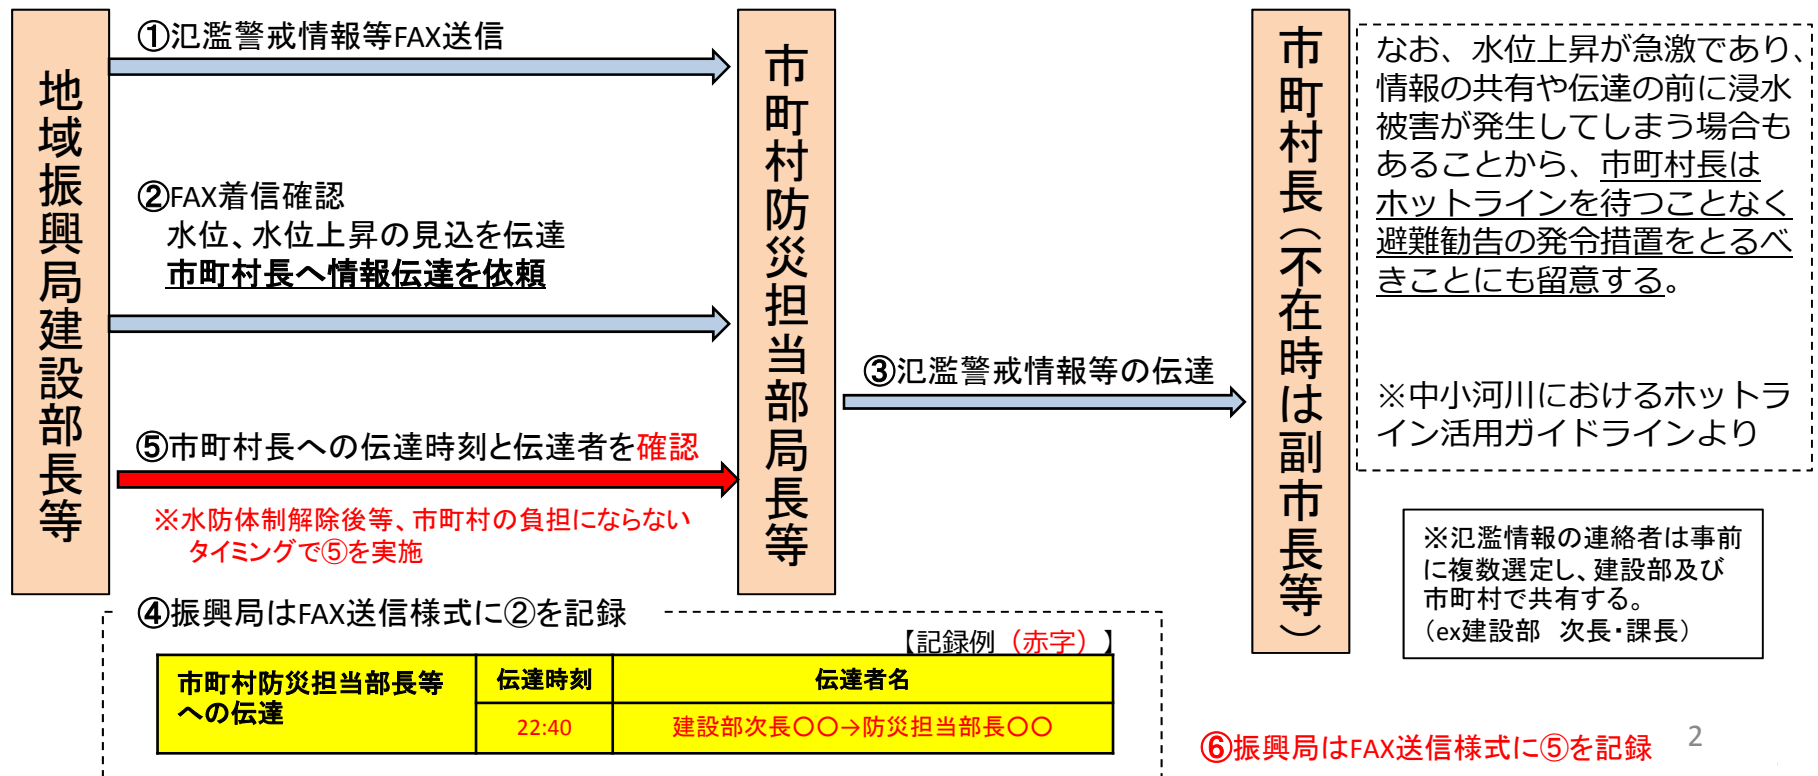 地域振興局建設部長等
①氾濫警戒情報等FAX送信
②FAX着信確認
水位、水位上昇の見込を伝達
市町村長へ情報伝達を依頼
⑤市町村長への伝達時刻と伝達者を確認
※水防体制解除後等、市町村の負担にならない
タイミングで⑤を実施
市町村防災担当部局長等
③氾濫警戒情報等の伝達
市町村長（不在時は副市長等）
なお、水位上昇が急激であり、
情報の共有や伝達の前に浸水
被害が発生してしまう場合も
あることから、市町村長は
ホットラインを待つことなく
避難勧告の発令措置をとるべ
きことにも留意する。
※中小河川におけるホットラ
イン活用ガイドラインより
※氾濫情報の連絡者は事前
に複数選定し、建設部及び
市町村で共有する。
（ex建設部　次長・課長）
④振興局はFAX送信様式に②を記録
【記録例（赤字）】
市町村防災担当部長等
への伝達
伝達時刻
伝達者名
22:40
建設部次長〇〇→防災担当部長〇〇
⑥振興局はFAX送信様式に⑤を記録
2